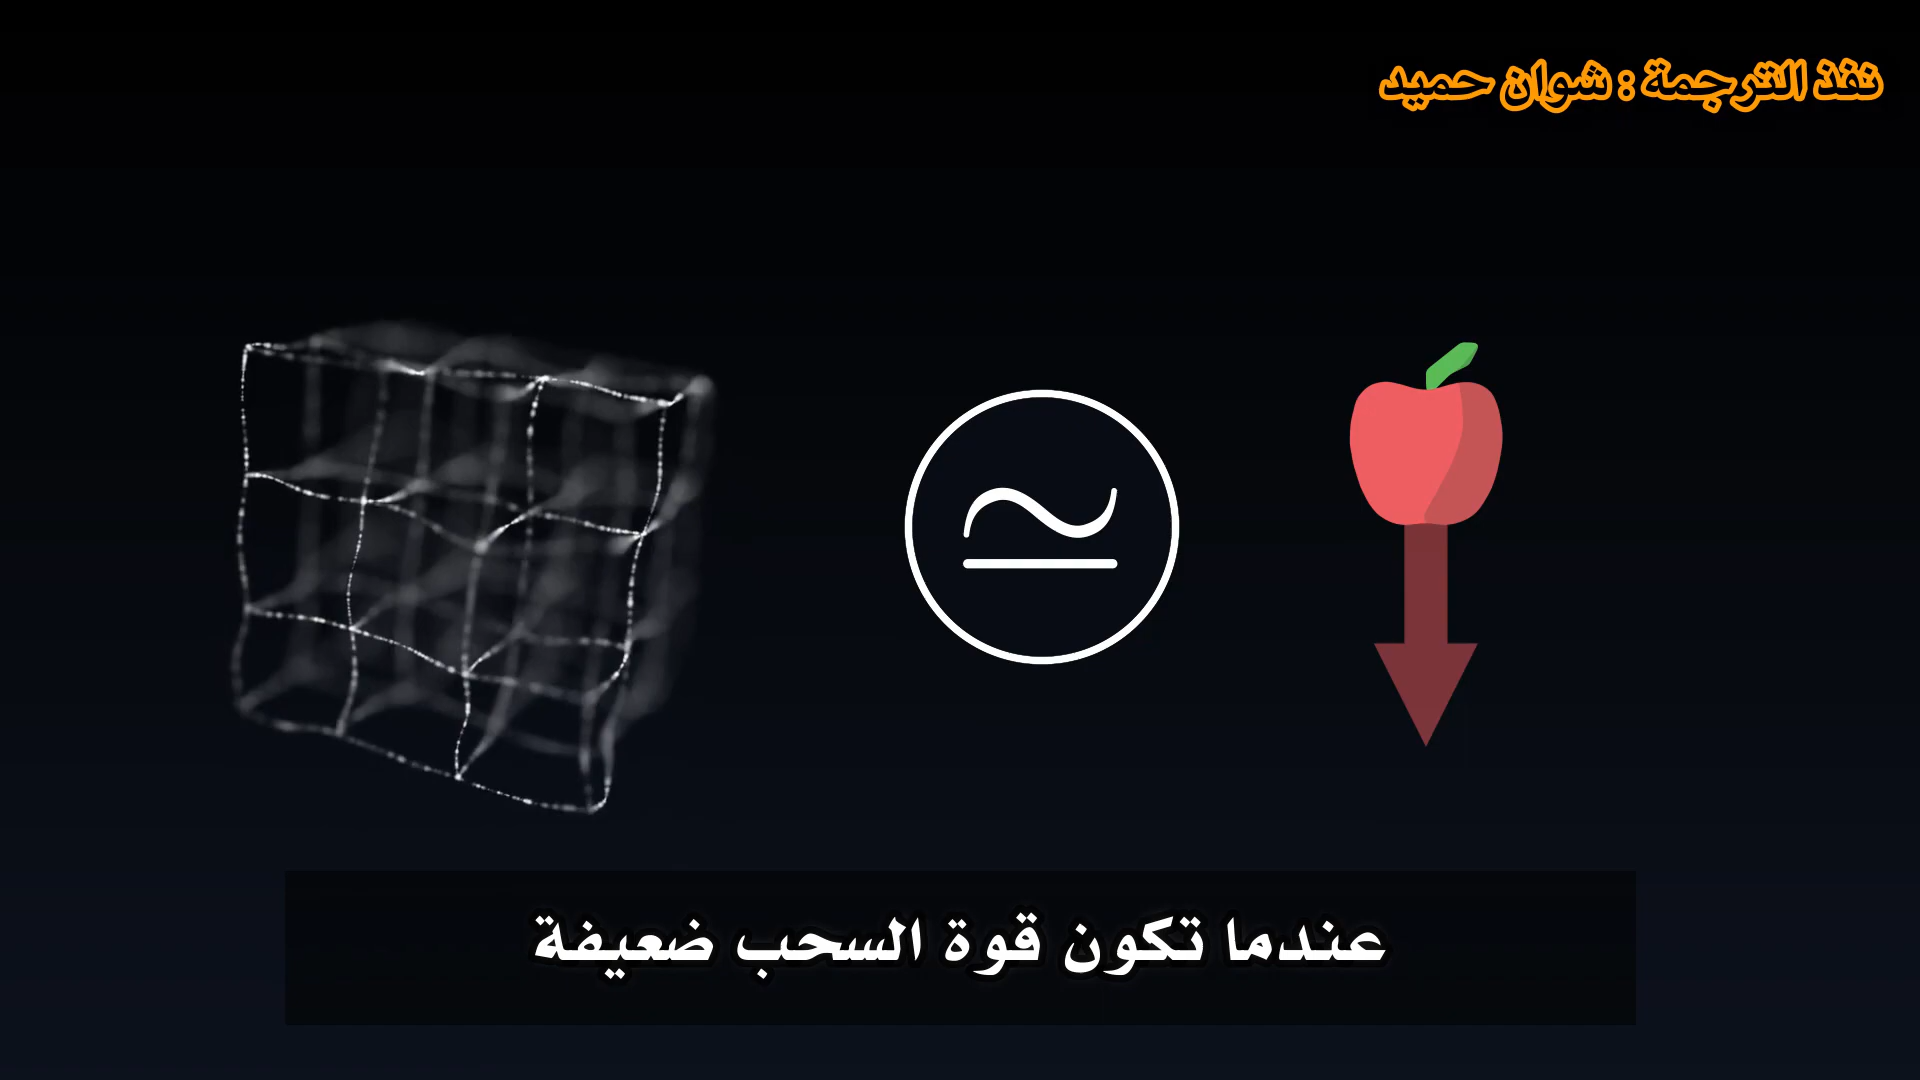 نفذ الترجمة : شوان حميد
≃
عندما تكون قوة السحب ضعيفة